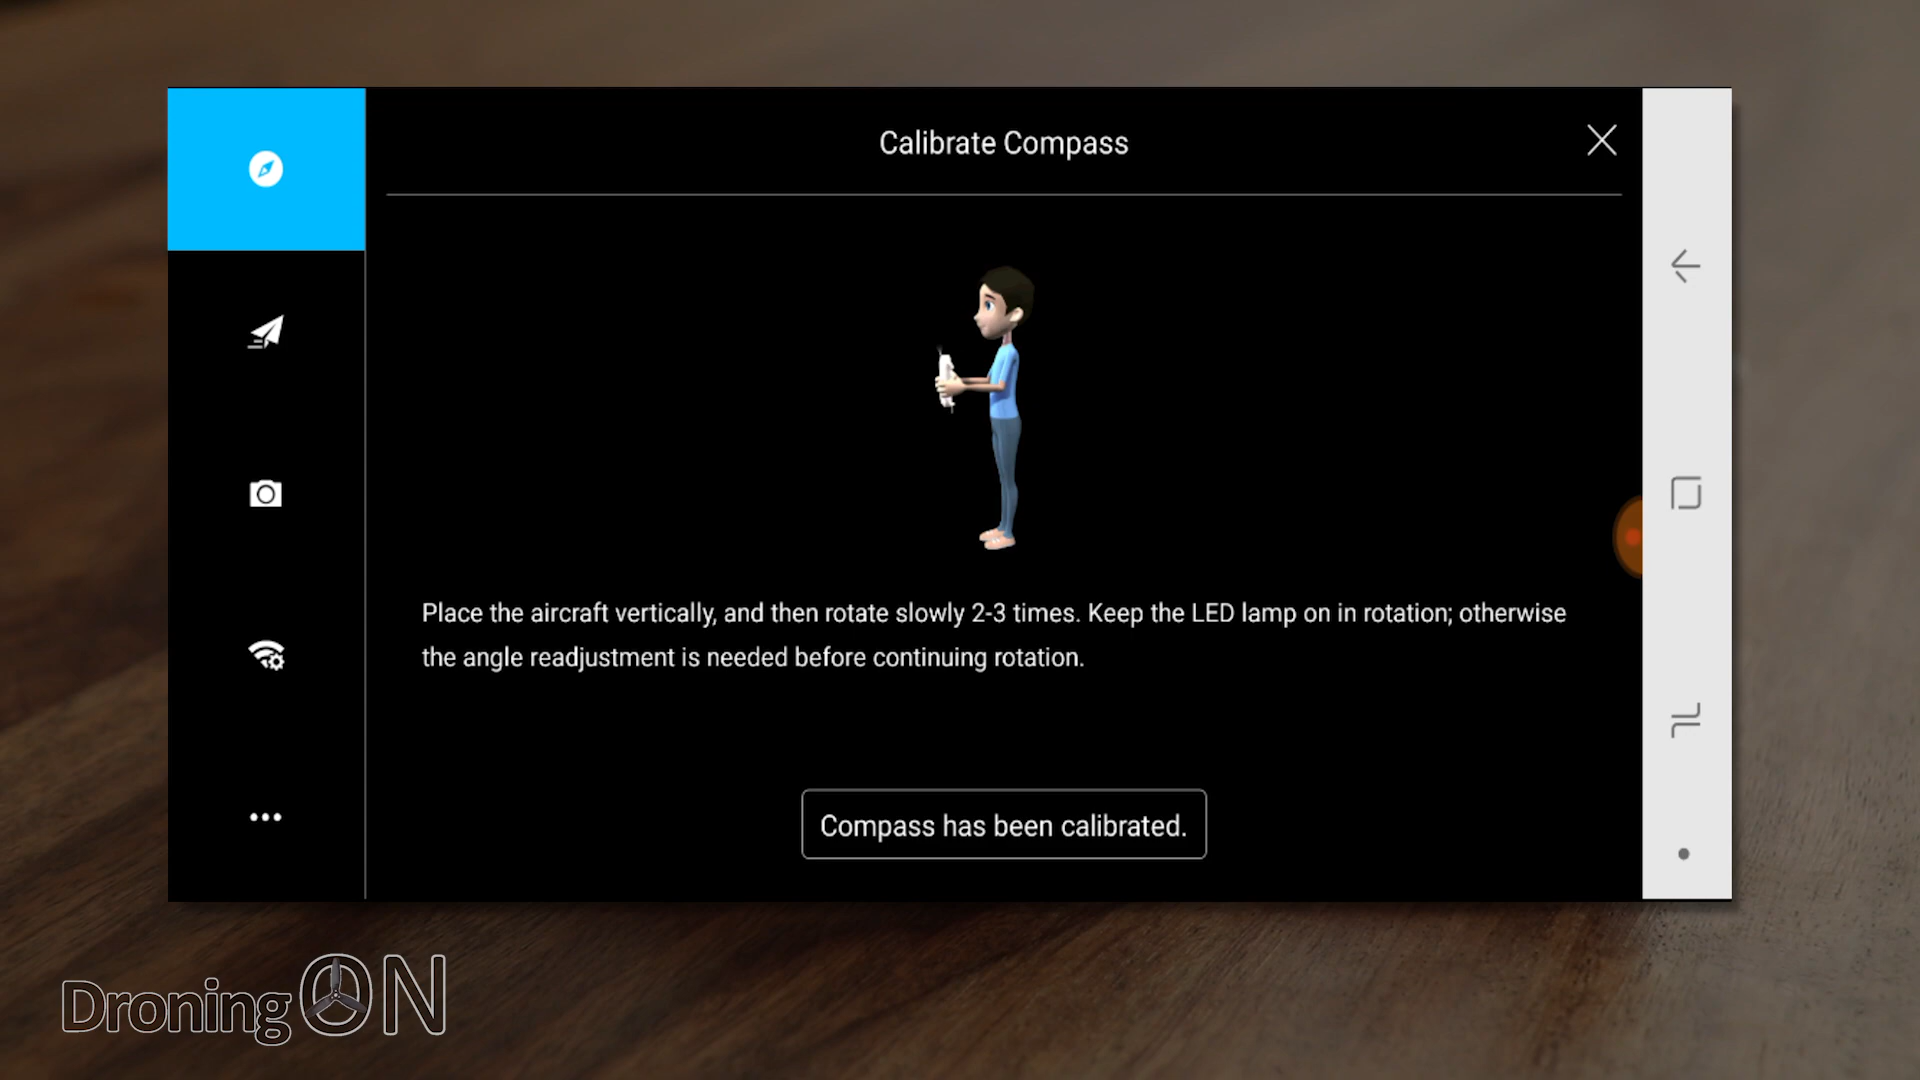 Calibrate Compass
Place the aircraft vertically, and then rotate slowly 2-3 times. Keep the LED lamp on in rotation; otherwise
the angle readjustment is needed before continuing rotation.
Compass has been calibrated.
DroningON